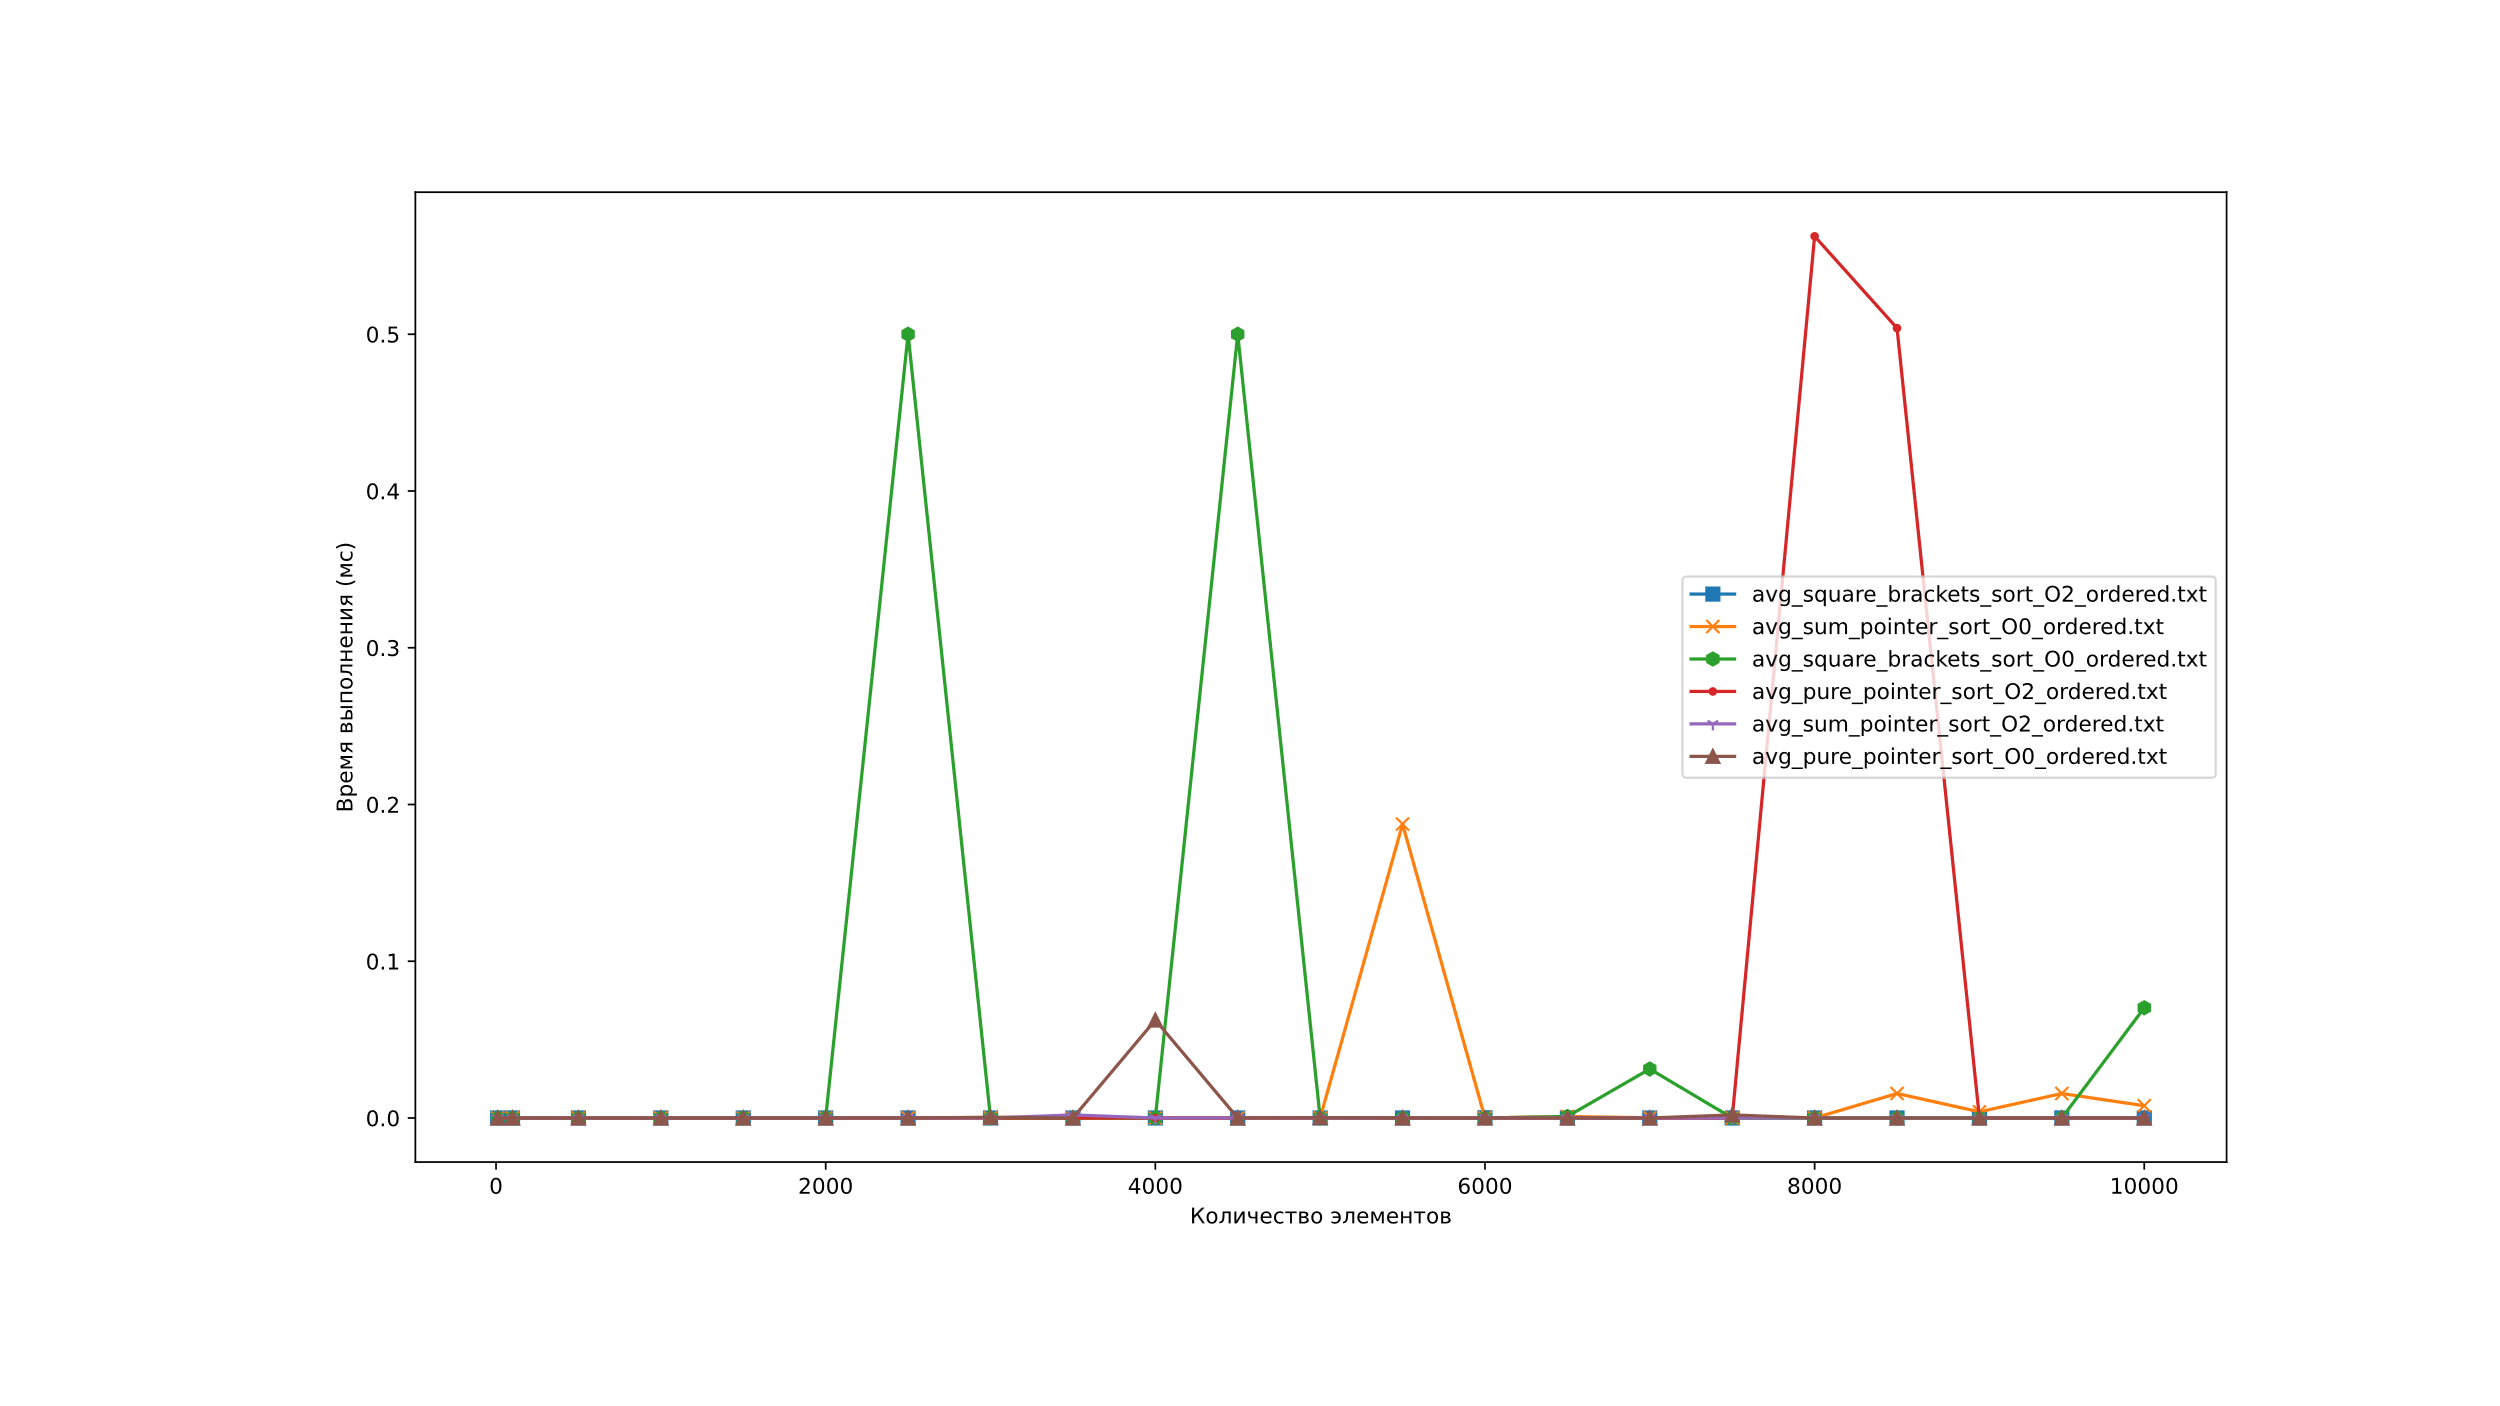 0.5
0.4
0.3
0.2
0.1
0.0
Время выполнения (мс)
avg_square_brackets_sort_O2_ordered.txt
avg_sum_pointer_sort_O0_ordered.txt
avg_square_brackets_sort_O0_ordered.txt
avg_pure_pointer_sort_O2_ordered.txt
avg_sum_pointer_sort_O2_ordered.txt
avg_pure_pointer_sort_O0_ordered.txt
0 2000 4000 6000 8000 10000
Количество элементов